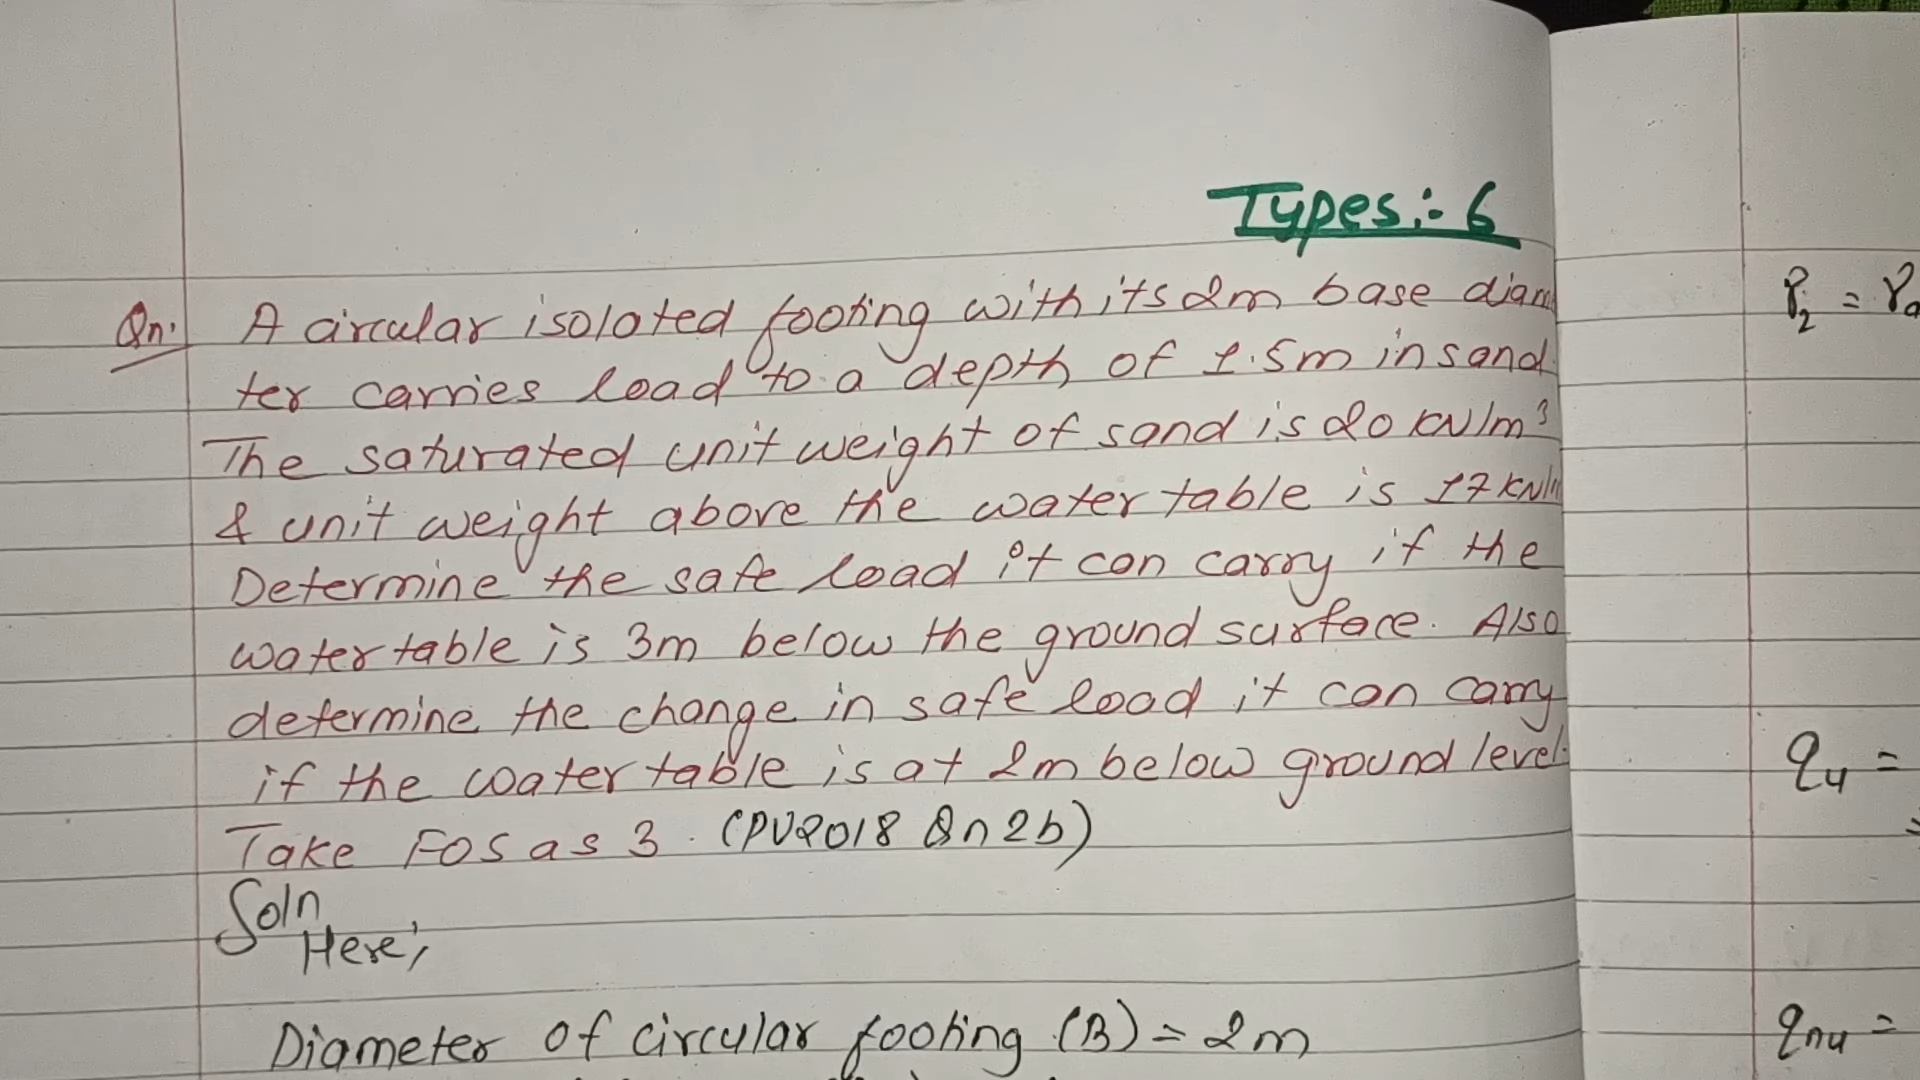 Types:- 6
Qn. A circular isolated footing with its 2m base diam
ter carries load to a depth of 1.5m in sand.
The saturated unit weight of sand is 20 kN/m³
& unit weight above the water table is 17 kN/m
Determine the safe load it can carry if the
water table is 3m below the ground surface. Also
determine the change in safe load it can carry
if the water table is at 2m below ground level.
Take FOS as 3. (PU2018 Qn 2b)
Soln
Here,
Diameter of circular footing (B) = 2m
q_u =
q_nu =